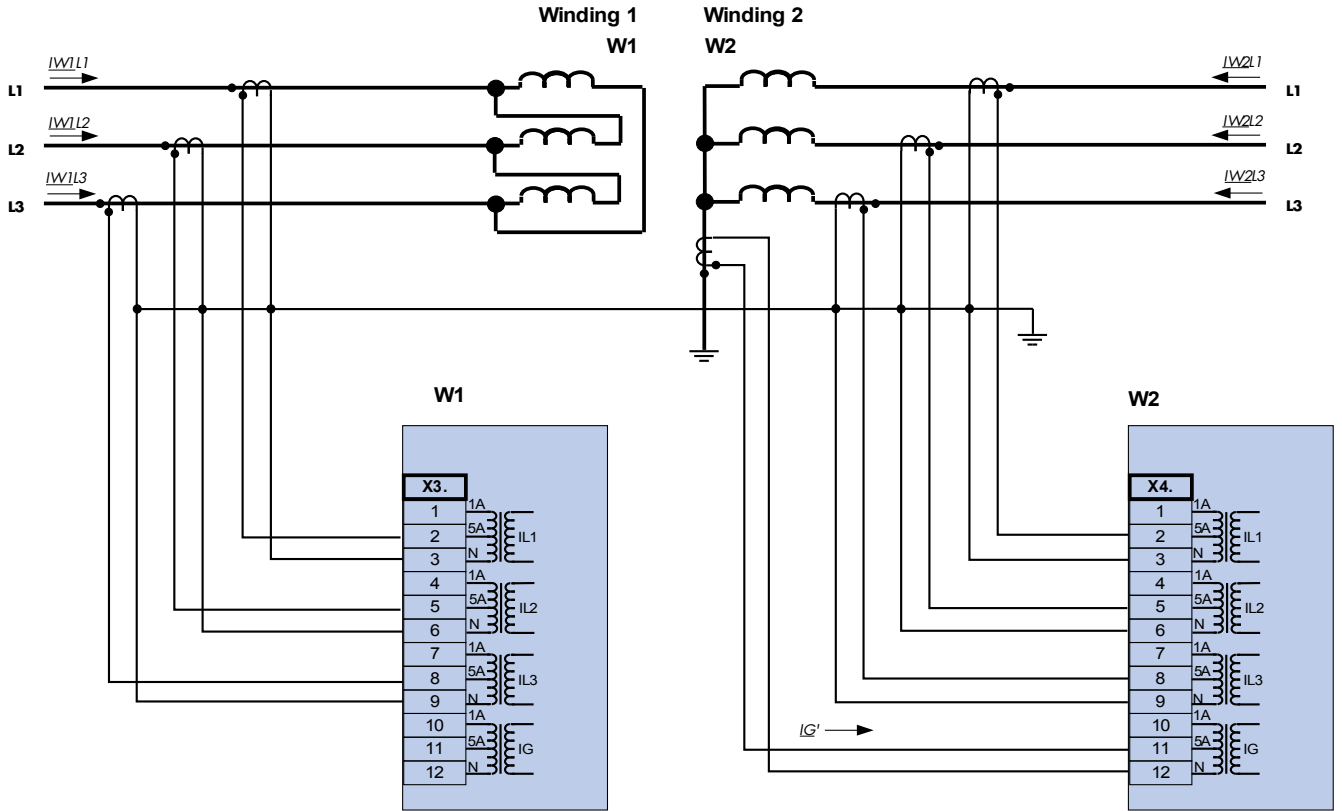 Winding 1 Winding 2
W1 W2
IW1L1 IW2L1
L1 L1
IW1L2 IW2L2
L2 L2
IW1L3 IW2L3
L3 L3
W1
X3.
1 1A
2 5A IL1
3 N
4 1A
5 5A IL2
6 N
7 1A
8 5A IL3
9 N
10 1A
11 5A IG
12 N
IG'
W2
X4.
1 1A
2 5A IL1
3 N
4 1A
5 5A IL2
6 N
7 1A
8 5A IL3
9 N
10 1A
11 5A IG
12 N